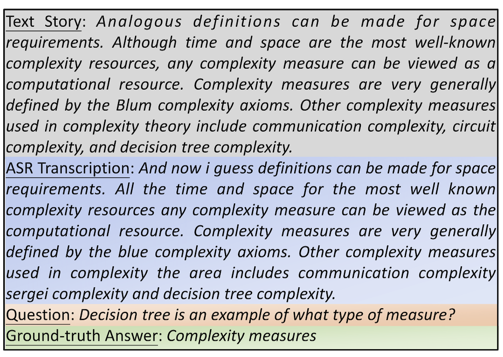 Text Story: Analogous definitions can be made for space
requirements. Although time and space are the most well-known
complexity resources, any complexity measure can be viewed as a
computational resource. Complexity measures are very generally
defined by the Blum complexity axioms. Other complexity measures
used in complexity theory include communication complexity, circuit
complexity, and decision tree complexity.
ASR Transcription: And now i guess definitions can be made for space
requirements. All the time and space for the most well known
complexity resources any complexity measure can be viewed as the
computational resource. Complexity measures are very generally
defined by the blue complexity axioms. Other complexity measures
used in complexity the area includes communication complexity
sergei complexity and decision tree complexity.
Question: Decision tree is an example of what type of measure?
Ground-truth Answer: Complexity measures